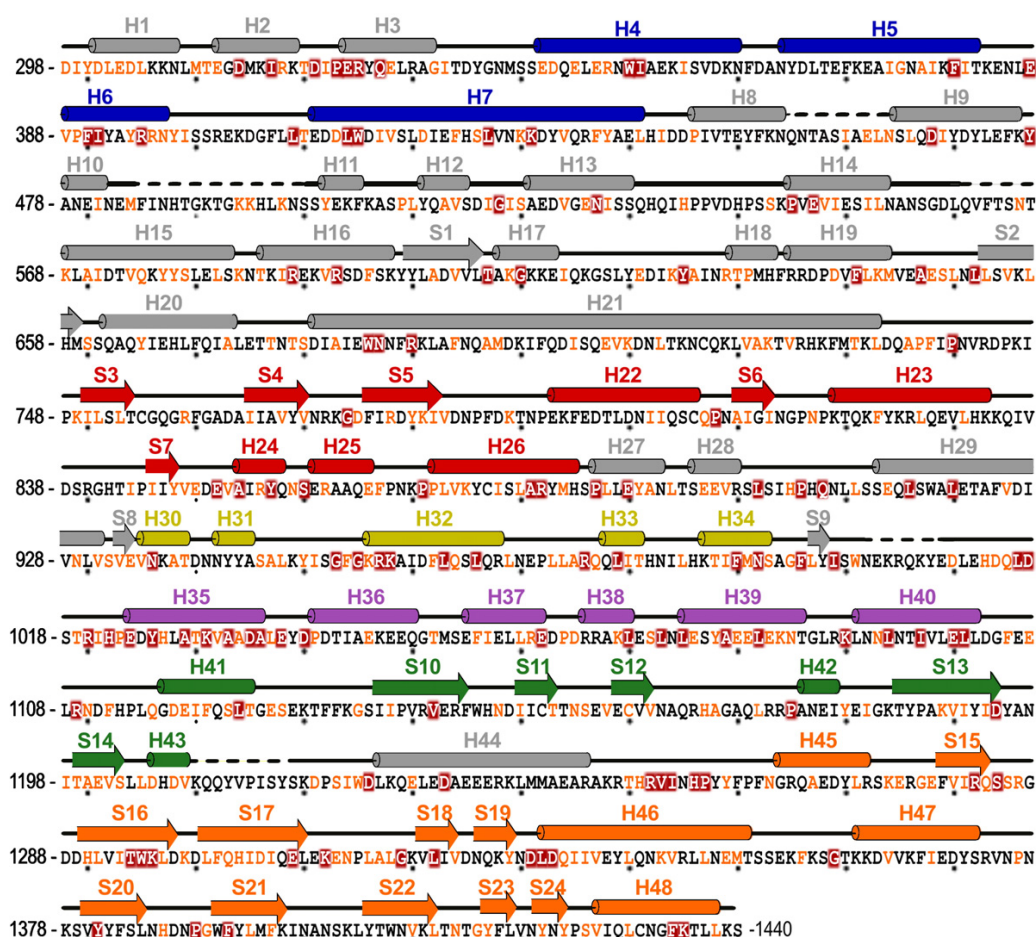 H1 H2 H3 H4 H5
298 - DIYDLEDLKKNLMTEGDMKIRKTDIPERYQELRAGITDYGNMSSEDQELERNWIAEKISVDKNFDANYDLTEFKEAIGNAIKFITKENLE
H6 H7 H8 H9
388 - VPFIYAYRRNYISSREKDGFLLTEDDLWDIVSLDIEFHSLVNKKDYVQRFYAELHIDDPIVTEYFKNQNTASIAELNSLQDIYDYLEFKY
H10 H11 H12 H13 H14
478 - ANEINEMFINHTGKTGKKHLKNSSYEKFKASPLYQAVSDIGISAEDVGENISSQHQIHPPVDHPSSKPVEVIESILNANSGDLQVFTSNT
H15 H16 S1 H17 H18 H19 S2
568 - KLAIDTVQKYYSLELSKNTKIREKVRSDFSKYYLADVVLTAKGKKEIQKGSLYEDIKYAINRTPMHFRRDPDVFLKMVEAESLNLLSVKL
H20 H21
658 - HMSSQAQYIEHLFQIALETTNTSDIAIEWNNFRKLAFNQAMDKIFQDISQEVKDNLTKNCQKLVAKTVRHKFMTKLDQAPFIPNVRDPKI
S3 S4 S5 H22 S6 H23
748 - PKILSLTCGQGRFGADAIIAVYVNRKGDFIRDYKIVDNPFDKTNPEKFEDTLDNIIQSCQPNAIGINGPNPKTQKFYKRLQEVLHKKQIV
S7 H24 H25 H26 H27 H28 H29
838 - DSRGHTIPIIYVEDEVAIRYQNSERAAQEFPNKPPLVKYCISLARYMHSPLLEYANLTSEEVRSLSIHPHQNLLSSEQLSWALETAFVDI
S8 H30 H31 H32 H33 H34 S9
928 - VNLVSVEVNKATDNNYYASALKYISGFGKRKAIDFLQSLQRLNEPLLARQQLITHNILHKTIFMNSAGFLYISWNEKRQKYEDLEHDQLD
H35 H36 H37 H38 H39 H40
1018 - STRIHPEDYHLATKVAADALEYDPDTIAEKEEQGTMSEFIELLREDPDRRAKLESLNLESYAEELEKNTGLRKLNNLNTIVLELLDGFEE
H41 S10 S11 S12 H42 S13
1108 - LRNDFHPLQGDEIFQSLTGESEKTFFKGSIIPVRVERFWHNDIICTTNSEVECVVNAQRHAGAQLRRPANEIYEIGKTYPAKVIYIDYAN
S14 H43 H44 H45 S15
1198 - ITAEVSLLDHDVKQQYVPISYSKDPSIWDLKQELEDAEEERKLMMAEARAKRTHRVINHPYYFPFNGRQAEDYLRSKERGEFVIRQSSRG
S16 S17 S18 S19 H46 H47
1288 - DDHLVITWKLDKDLFQHIDIQELEKENPLALGKVLIVDNQKYNDLDQIIVEYLQNKVRLLNEMTSSEKFKSGTKKDVVKFIEDYSRVNPN
S20 S21 S22 S23 S24 H48
1378 - KSVYYFSLNHDNPGWFYLMFKINANSKLYTWNVKLTNTGYFLVNYNYPSVIQLCNGFKTLLKS -1440